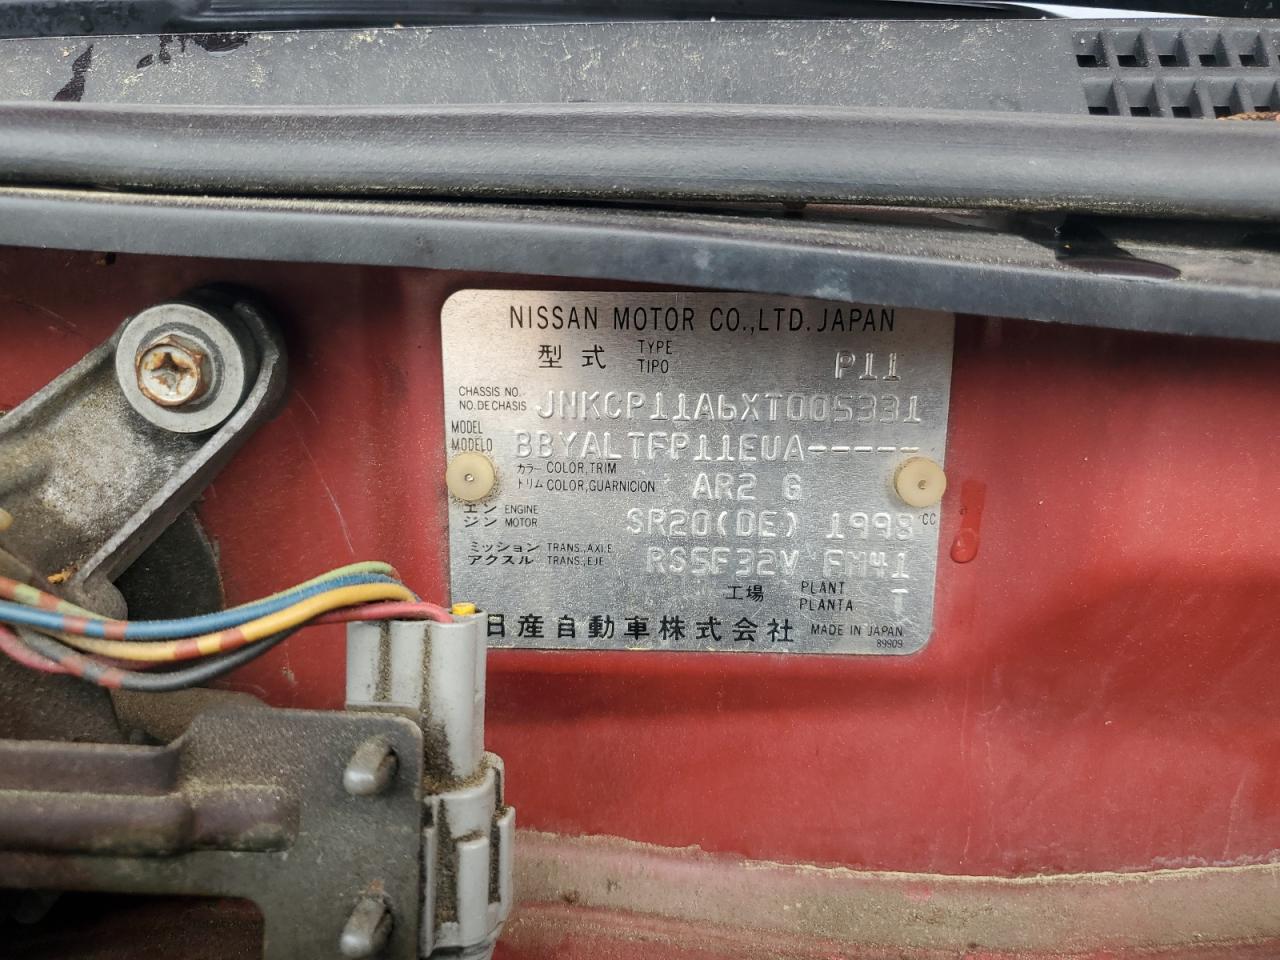 NISSAN MOTOR CO.,LTD. JAPAN
型式 TYPE TIPO P11
CHASSIS NO. NO. DE CHASIS JNKCP11A6XT005331
MODEL MODELO BBYALTFP11EUA-----
カラー COLOR, TRIM
トリム COLOR, GUARNICION AR2 G
エンジン ENGINE MOTOR SR20(DE) 1998 CC
ミッション TRANS., AXLE
アクスル TRANS., EJE RS5F32V FM41
工場 PLANT PLANTA T
日産自動車株式会社 MADE IN JAPAN
89909